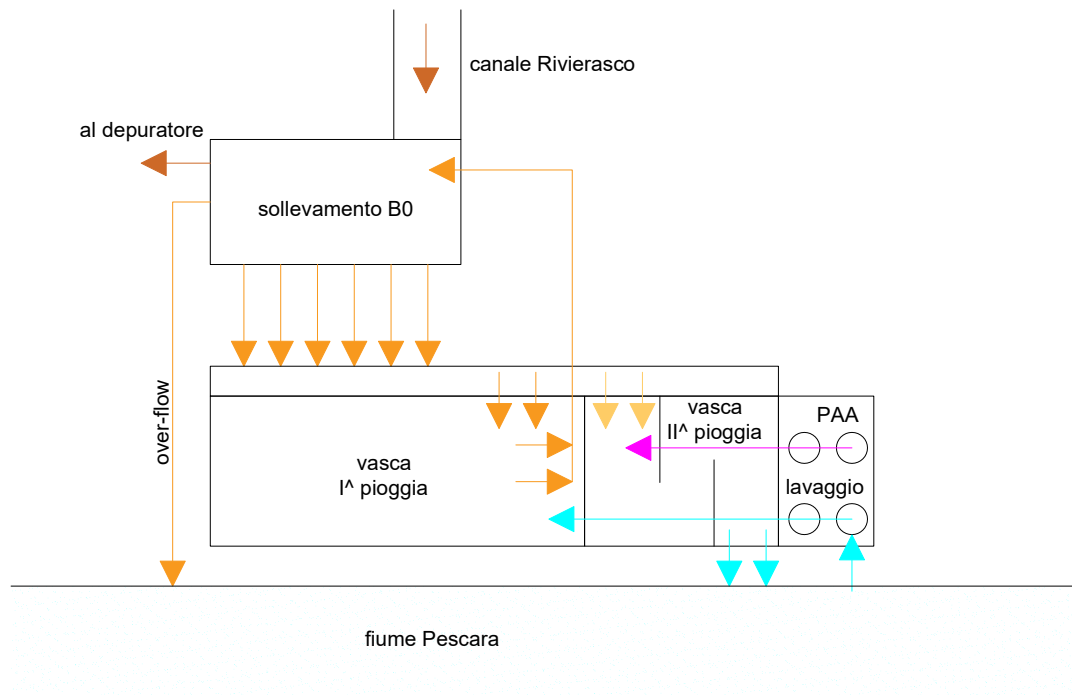 canale Rivierasco
al depuratore
sollevamento B0
over-flow
vasca
I^ pioggia
vasca
II^ pioggia
PAA
lavaggio
fiume Pescara